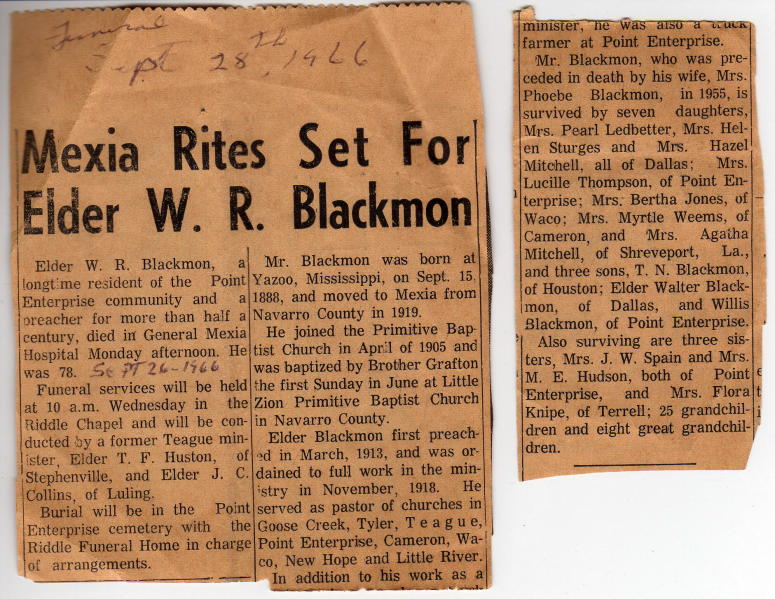 Funeral
Sept 28th, 1966
Mexia Rites Set For
Elder W. R. Blackmon
Elder W. R. Blackmon, a
longtime resident of the Point
Enterprise community and a
preacher for more than half a
century, died in General Mexia
Hospital Monday afternoon. He
was 78. Sept 26-1966
Funeral services will be held
at 10 a.m. Wednesday in the
Riddle Chapel and will be con-
ducted by a former Teague min-
ister, Elder T. F. Huston, of
Stephenville, and Elder J. C.
Collins, of Luling.
Burial will be in the Point
Enterprise cemetery with the
Riddle Funeral Home in charge
of arrangements.
Mr. Blackmon was born at
Yazoo, Mississippi, on Sept. 15,
1888, and moved to Mexia from
Navarro County in 1919.
He joined the Primitive Bap-
tist Church in April of 1905 and
was baptized by Brother Grafton
the first Sunday in June at Little
Zion Primitive Baptist Church
in Navarro County.
Elder Blackmon first preach-
ed in March, 1913, and was or-
dained to full work in the min-
istry in November, 1918. He
served as pastor of churches in
Goose Creek, Tyler, Teague,
Point Enterprise, Cameron, Wa-
co, New Hope and Little River.
In addition to his work as a
minister, he was also a truck
farmer at Point Enterprise.
Mr. Blackmon, who was pre-
ceded in death by his wife, Mrs.
Phoebe Blackmon, in 1955, is
survived by seven daughters,
Mrs. Pearl Ledbetter, Mrs. Hel-
en Sturges and Mrs. Hazel
Mitchell, all of Dallas; Mrs.
Lucille Thompson, of Point En-
terprise; Mrs. Bertha Jones, of
Waco; Mrs. Myrtle Weems, of
Cameron, and Mrs. Agatha
Mitchell, of Shreveport, La.,
and three sons, T. N. Blackmon,
of Houston; Elder Walter Black-
mon, of Dallas, and Willis
Blackmon, of Point Enterprise.
Also surviving are three sis-
ters, Mrs. J. W. Spain and Mrs.
M. E. Hudson, both of Point
Enterprise, and Mrs. Flora
Knipe, of Terrell; 25 grandchil-
dren and eight great grandchil-
dren.